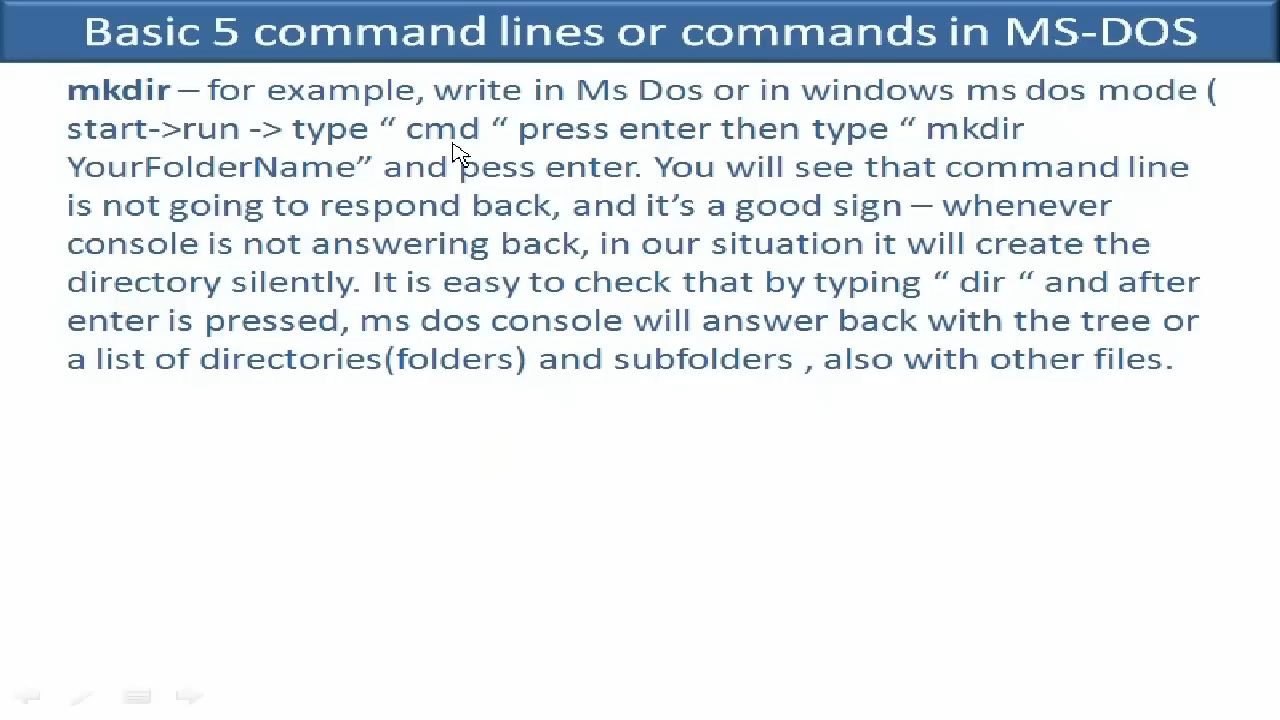 Basic 5 command lines or commands in MS-DOS
mkdir – for example, write in Ms Dos or in windows ms dos mode (
start->run -> type “ cmd “ press enter then type “ mkdir
YourFolderName” and pess enter. You will see that command line
is not going to respond back, and it’s a good sign – whenever
console is not answering back, in our situation it will create the
directory silently. It is easy to check that by typing “ dir “ and after
enter is pressed, ms dos console will answer back with the tree or
a list of directories(folders) and subfolders , also with other files.